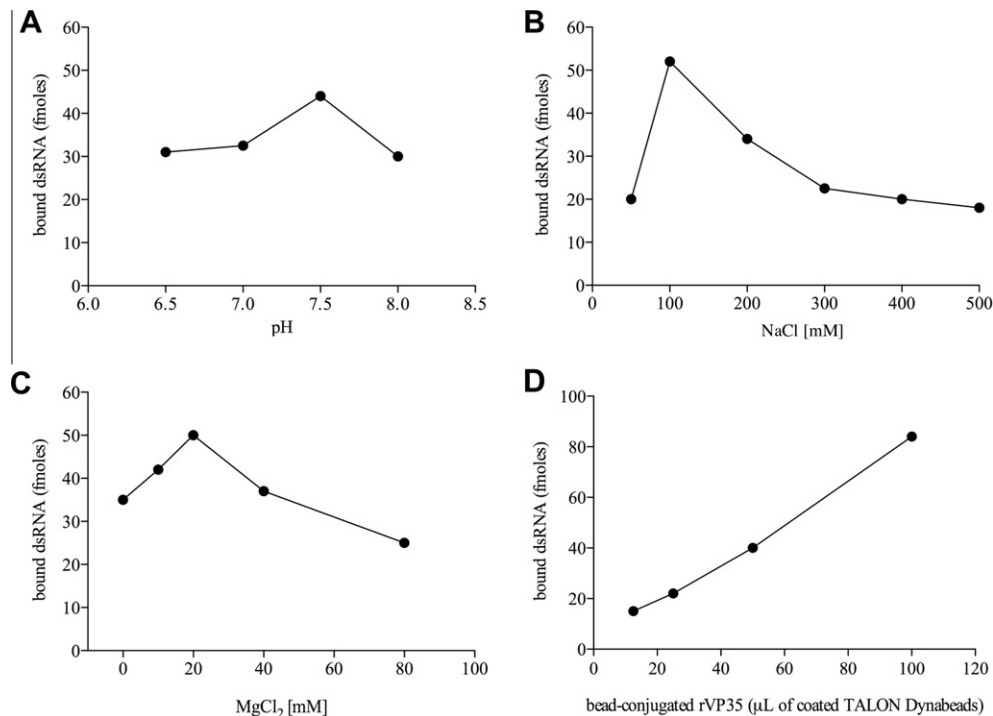 A
bound dsRNA (fmoles)
60
50
40
30
20
10
0
6.0 6.5 7.0 7.5 8.0 8.5
pH
B
bound dsRNA (fmoles)
60
50
40
30
20
10
0
0 100 200 300 400 500
NaCl [mM]
C
bound dsRNA (fmoles)
60
50
40
30
20
10
0
0 20 40 60 80 100
MgCl₂ [mM]
D
bound dsRNA (fmoles)
100
80
60
40
20
0
0 20 40 60 80 100 120
bead-conjugated rVP35 (μL of coated TALON Dynabeads)